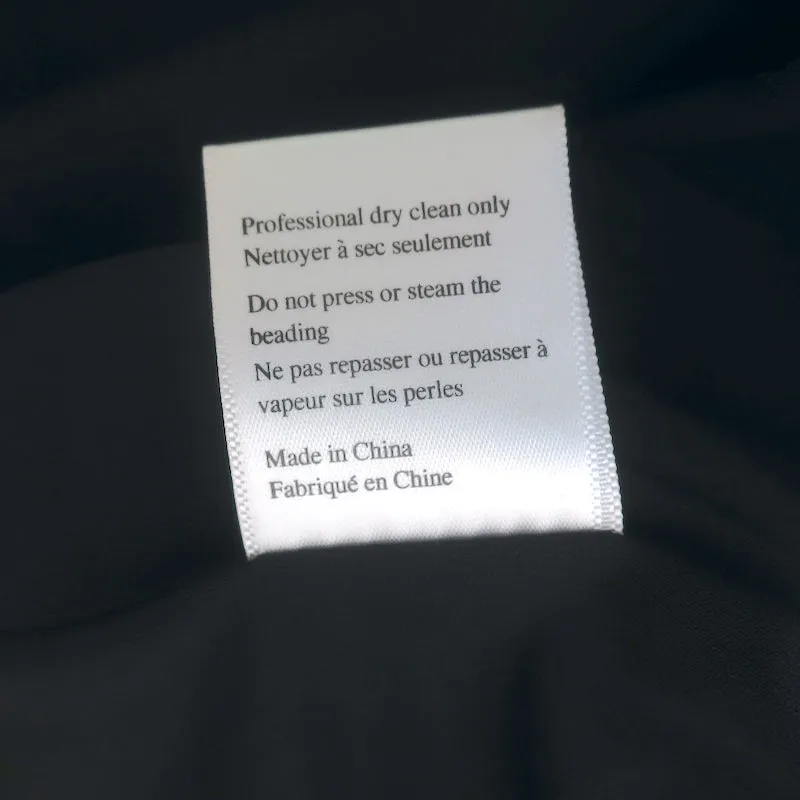 Professional dry clean only
Nettoyer à sec seulement
Do not press or steam the
beading
Ne pas repasser ou repasser à
vapeur sur les perles
Made in China
Fabriqué en Chine